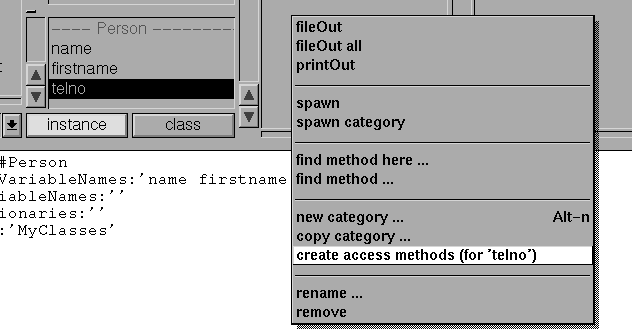 ---- Person --------
name
firstname
telno
instance
class
#Person
VariableNames:'name firstname
iableNames:''
ionaries:''
:'MyClasses'
fileOut
fileOut all
printOut
spawn
spawn category
find method here ...
find method ...
new category ... Alt-n
copy category ...
create access methods (for 'telno')
rename ...
remove